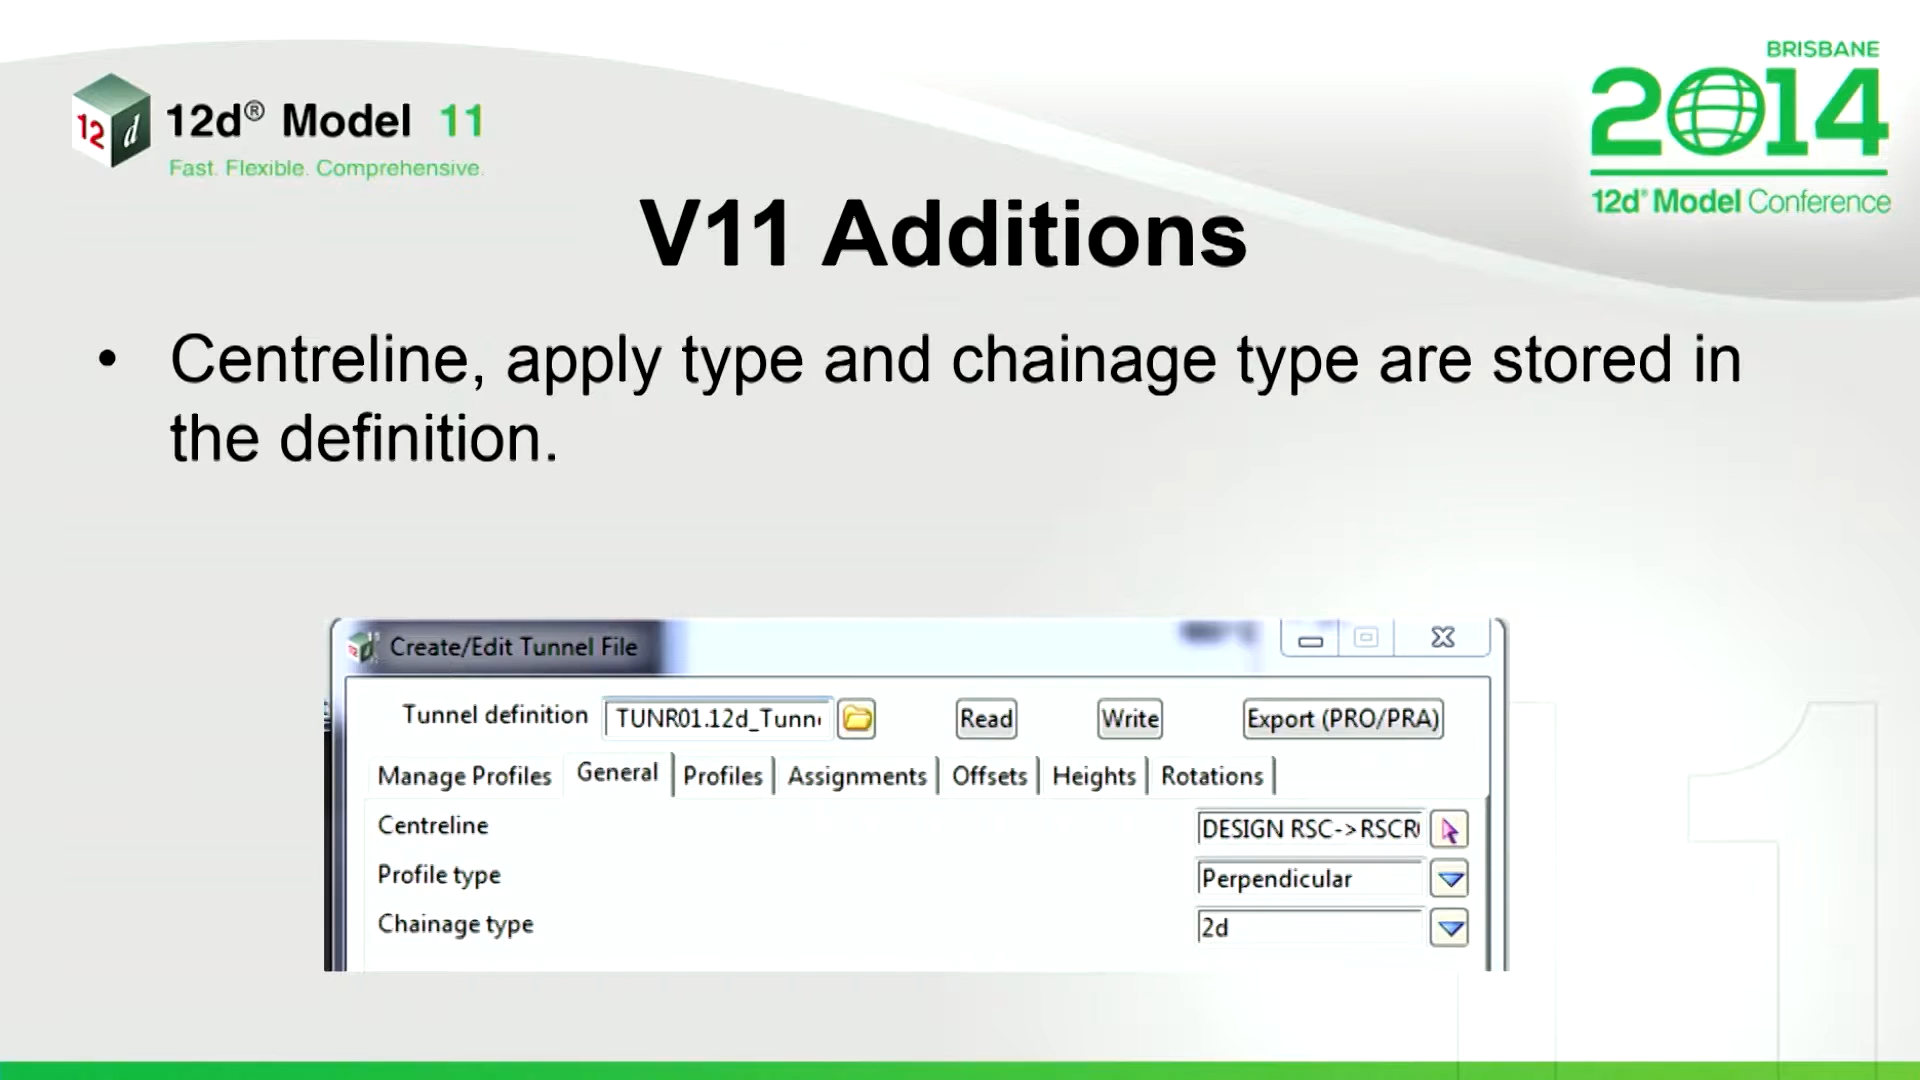 BRISBANE
2014
12d® Model Conference
12d
12d® Model 11
Fast. Flexible. Comprehensive.
V11 Additions
• Centreline, apply type and chainage type are stored in
the definition.
Create/Edit Tunnel File
Tunnel definition TUNR01.12d_Tunn Read Write Export (PRO/PRA)
Manage Profiles General Profiles Assignments Offsets Heights Rotations
Centreline DESIGN RSC->RSCR
Profile type Perpendicular
Chainage type 2d